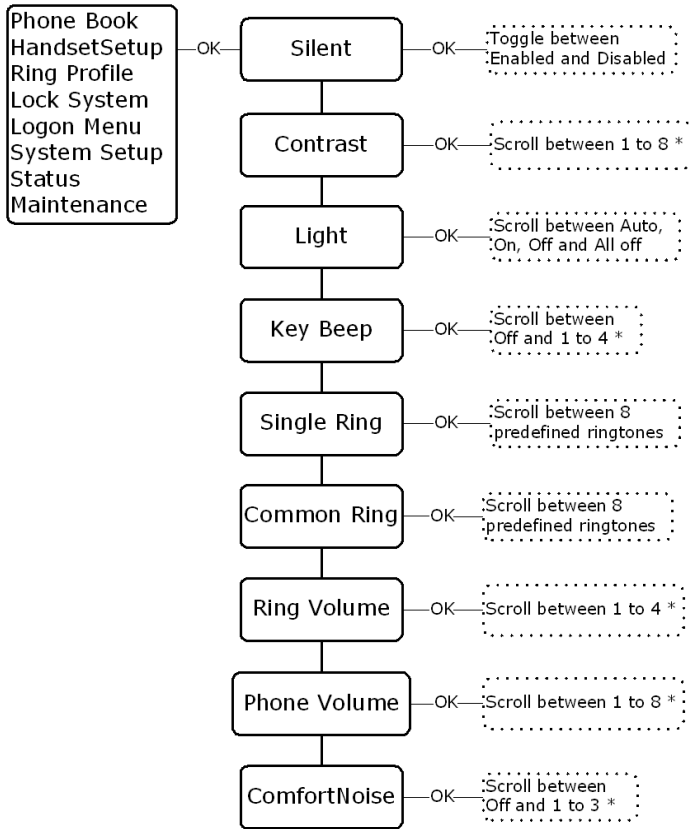 Phone Book
HandsetSetup
Ring Profile
Lock System
Logon Menu
System Setup
Status
Maintenance
OK
Silent
OK
Toggle between
Enabled and Disabled
Contrast
OK
Scroll between 1 to 8 *
Light
OK
Scroll between Auto,
On, Off and All off
Key Beep
OK
Scroll between
Off and 1 to 4 *
Single Ring
OK
Scroll between 8
predefined ringtones
Common Ring
OK
Scroll between 8
predefined ringtones
Ring Volume
OK
Scroll between 1 to 4 *
Phone Volume
OK
Scroll between 1 to 8 *
ComfortNoise
OK
Scroll between
Off and 1 to 3 *